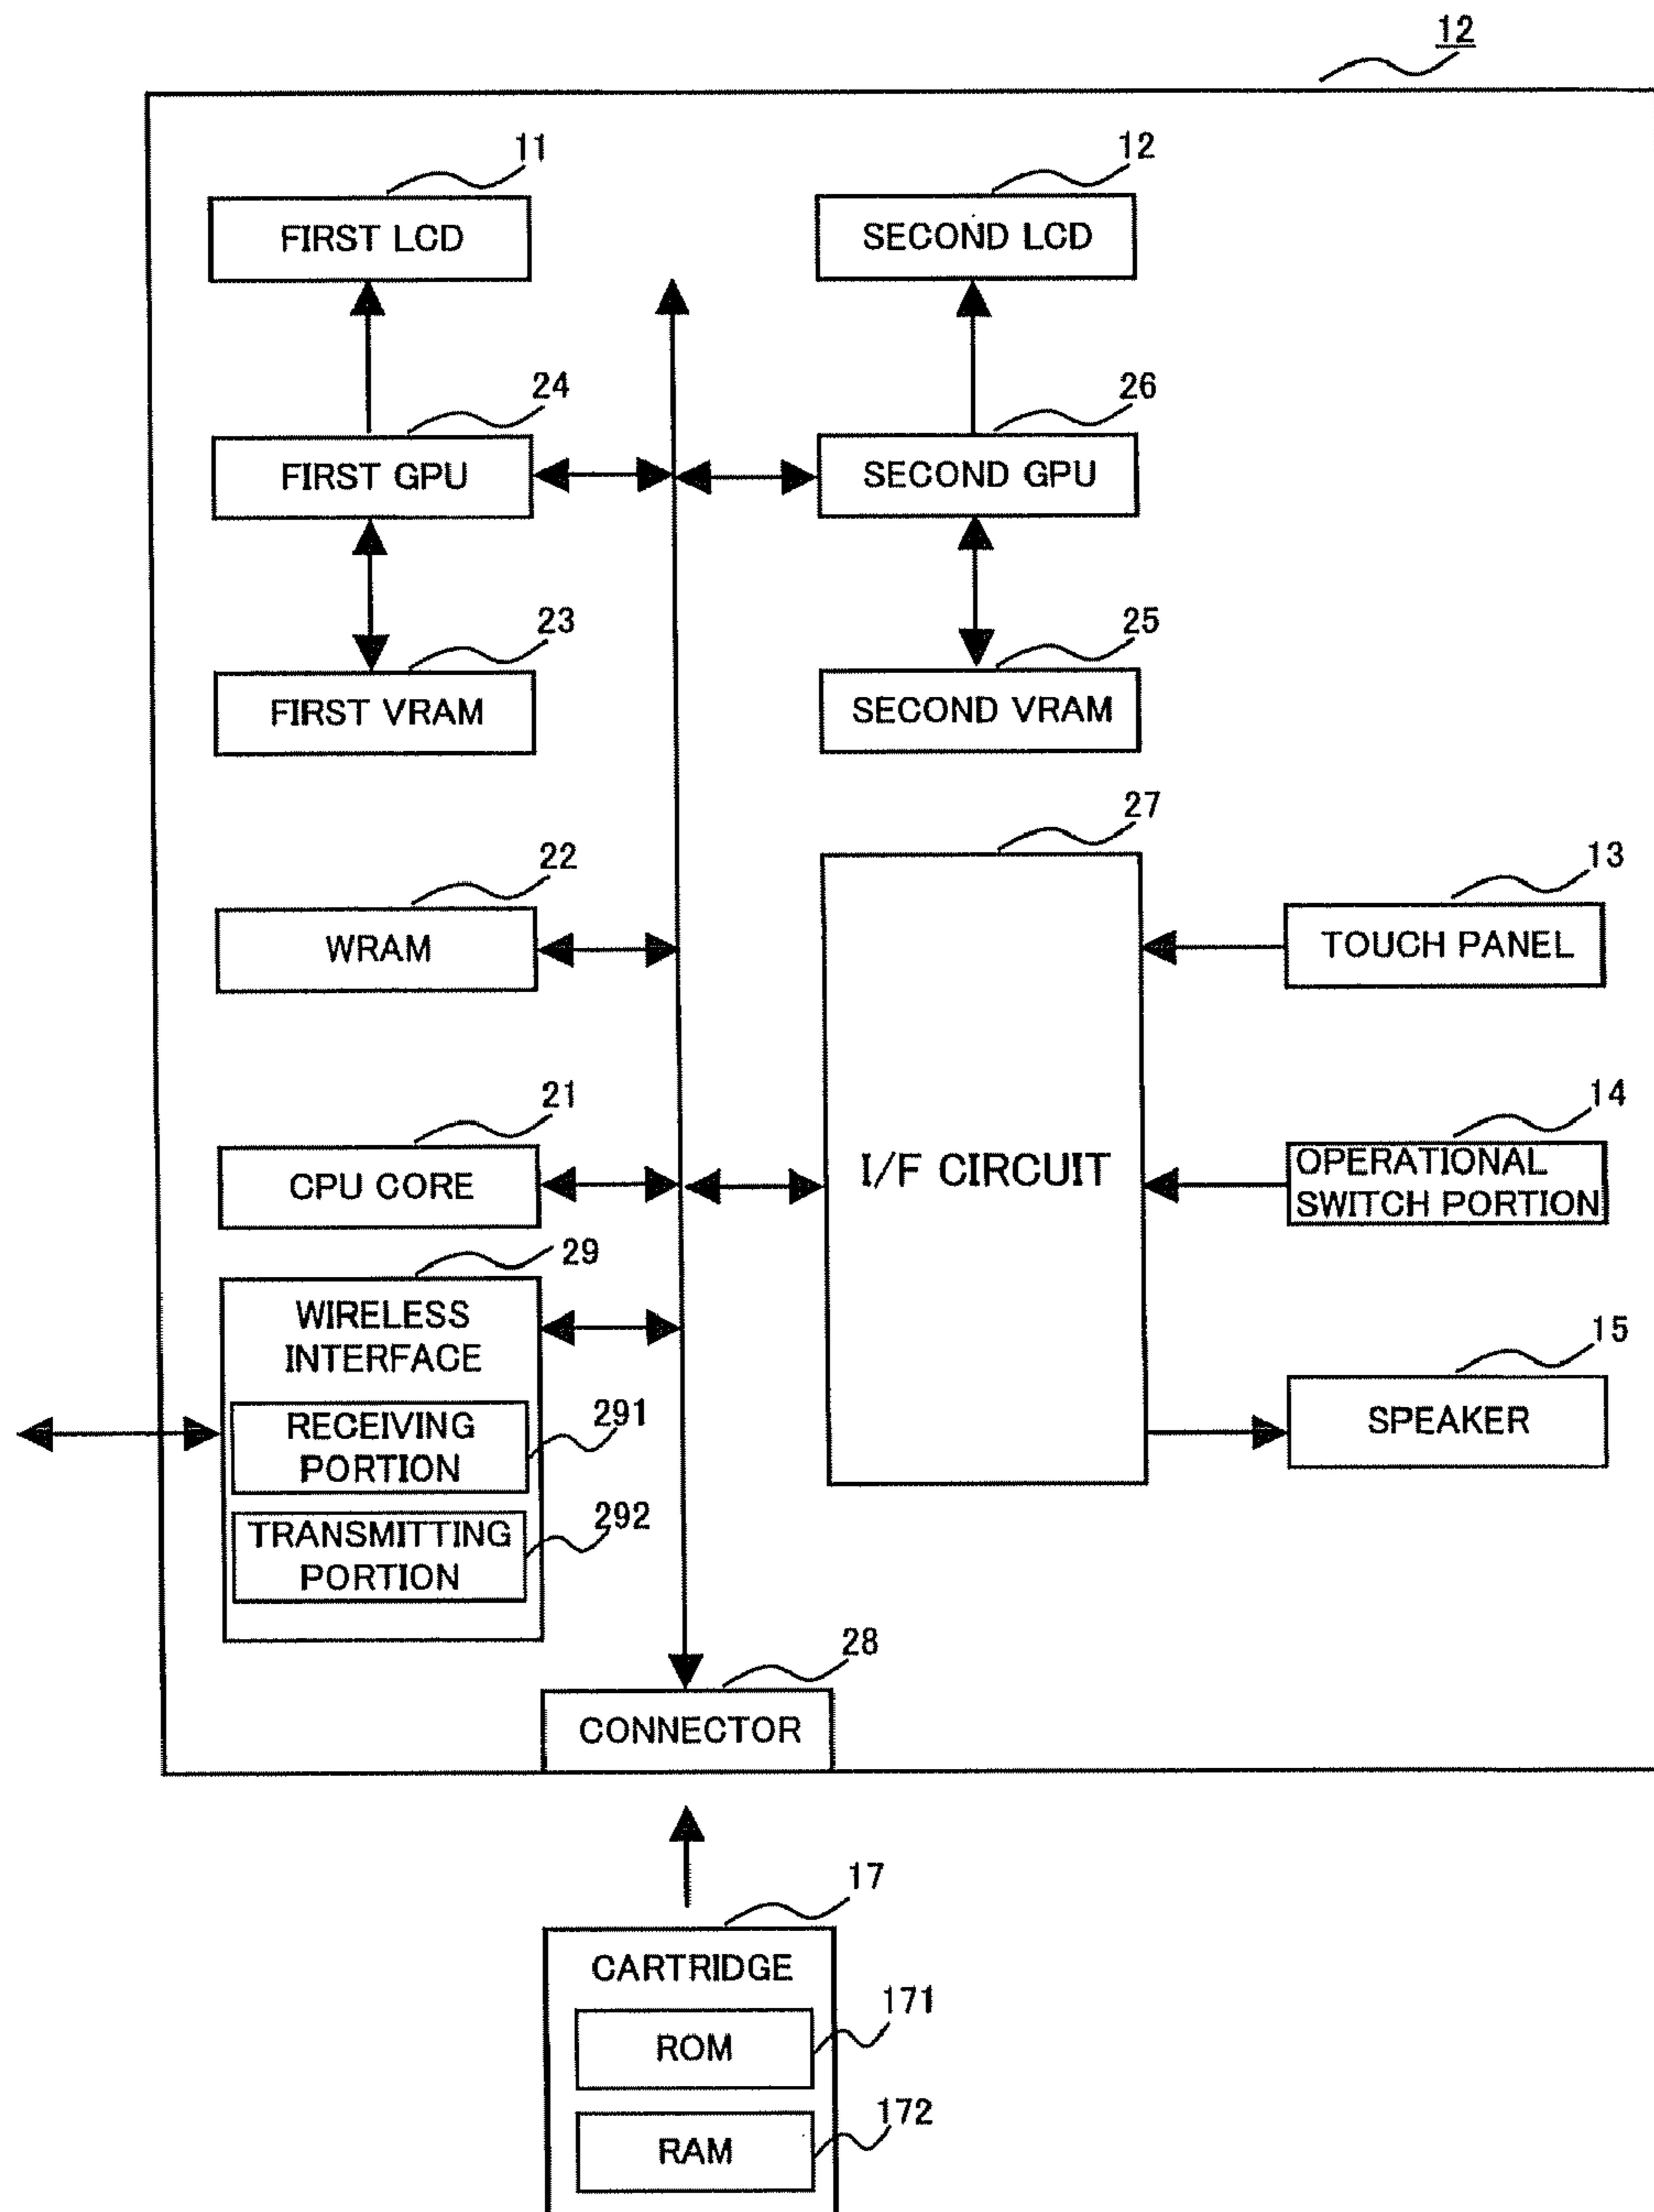 12
11
12
FIRST LCD
SECOND LCD
24
26
FIRST GPU
SECOND GPU
23
25
FIRST VRAM
SECOND VRAM
27
22
13
WRAM
TOUCH PANEL
21
14
CPU CORE
I/F CIRCUIT
OPERATIONAL
SWITCH PORTION
29
WIRELESS
INTERFACE
15
SPEAKER
RECEIVING
PORTION
291
TRANSMITTING
PORTION
292
28
CONNECTOR
17
CARTRIDGE
171
ROM
172
RAM